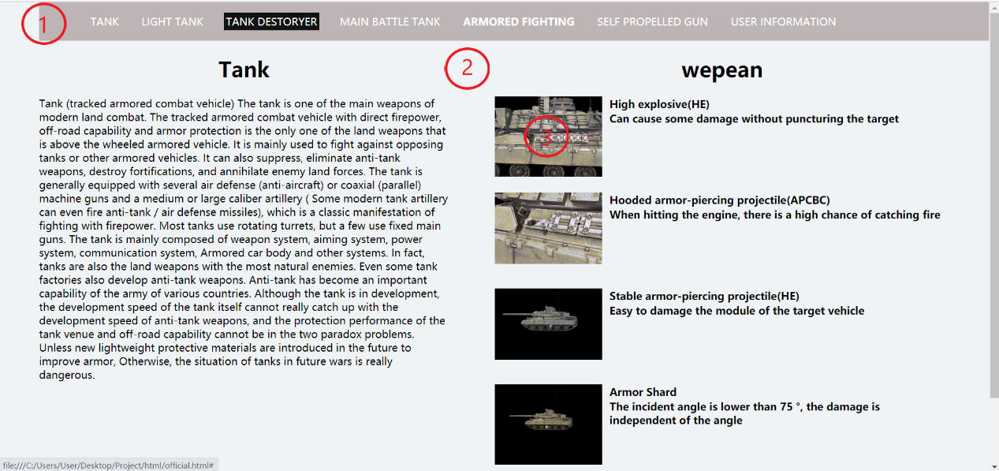 1 TANK LIGHT TANK TANK DESTORYER MAIN BATTLE TANK ARMORED FIGHTING SELF PROPELLED GUN USER INFORMATION
Tank
Tank (tracked armored combat vehicle) The tank is one of the main weapons of
modern land combat. The tracked armored combat vehicle with direct firepower,
off-road capability and armor protection is the only one of the land weapons that
is above the wheeled armored vehicle. It is mainly used to fight against opposing
tanks or other armored vehicles. It can also suppress, eliminate anti-tank
weapons, destroy fortifications, and annihilate enemy land forces. The tank is
generally equipped with several air defense (anti-aircraft) or coaxial (parallel)
machine guns and a medium or large caliber artillery ( Some modern tank artillery
can even fire anti-tank / air defense missiles), which is a classic manifestation of
fighting with firepower. Most tanks use rotating turrets, but a few use fixed main
guns. The tank is mainly composed of weapon system, aiming system, power
system, communication system, Armored car body and other systems. In fact,
tanks are also the land weapons with the most natural enemies. Even some tank
factories also develop anti-tank weapons. Anti-tank has become an important
capability of the army of various countries. Although the tank is in development,
the development speed of the tank itself cannot really catch up with the
development speed of anti-tank weapons, and the protection performance of the
tank venue and off-road capability cannot be in the two paradox problems.
Unless new lightweight protective materials are introduced in the future to
improve armor, Otherwise, the situation of tanks in future wars is really
dangerous.
2
wepean
3
High explosive(HE)
Can cause some damage without puncturing the target
Hooded armor-piercing projectile(APCBC)
When hitting the engine, there is a high chance of catching fire
Stable armor-piercing projectile(HE)
Easy to damage the module of the target vehicle
Armor Shard
The incident angle is lower than 75 °, the damage is
independent of the angle
file:///C:/Users/User/Desktop/Project/html/official.html#